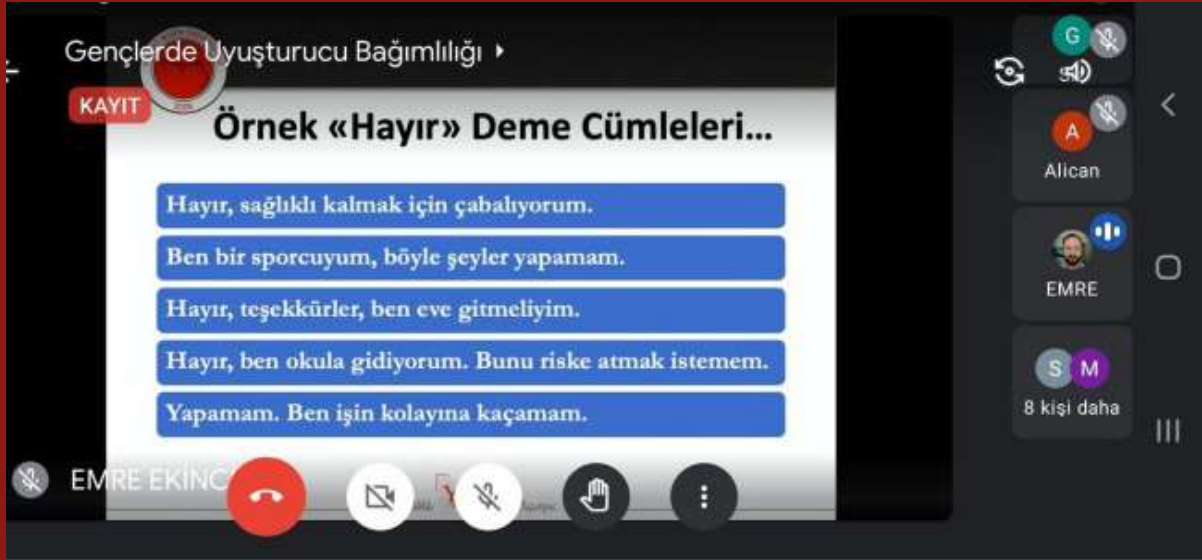 Gençlerde Uyuşturucu Bağımlılığı
KAYIT
Örnek «Hayır» Deme Cümleleri...
Hayır, sağlıklı kalmak için çabalıyorum.
Ben bir sporcuyum, böyle şeyler yapamam.
Hayır, teşekkürler, ben eve gitmeliyim.
Hayır, ben okula gidiyorum. Bunu riske atmak istemem.
Yapamam. Ben işin kolayına kaçamam.
EMRE EKİNC
G
A
Alican
EMRE
S M
8 kişi daha